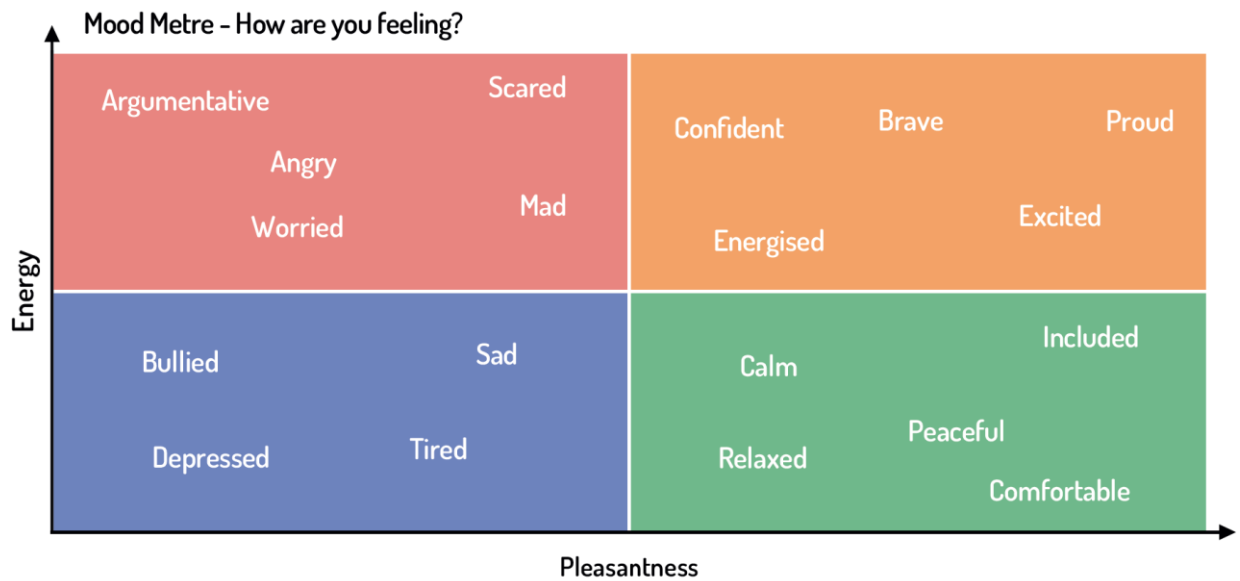 Mood Metre - How are you feeling?
Energy
Argumentative
Scared
Angry
Mad
Worried
Confident
Brave
Proud
Excited
Energised
Bullied
Sad
Depressed
Tired
Included
Calm
Peaceful
Relaxed
Comfortable
Pleasantness